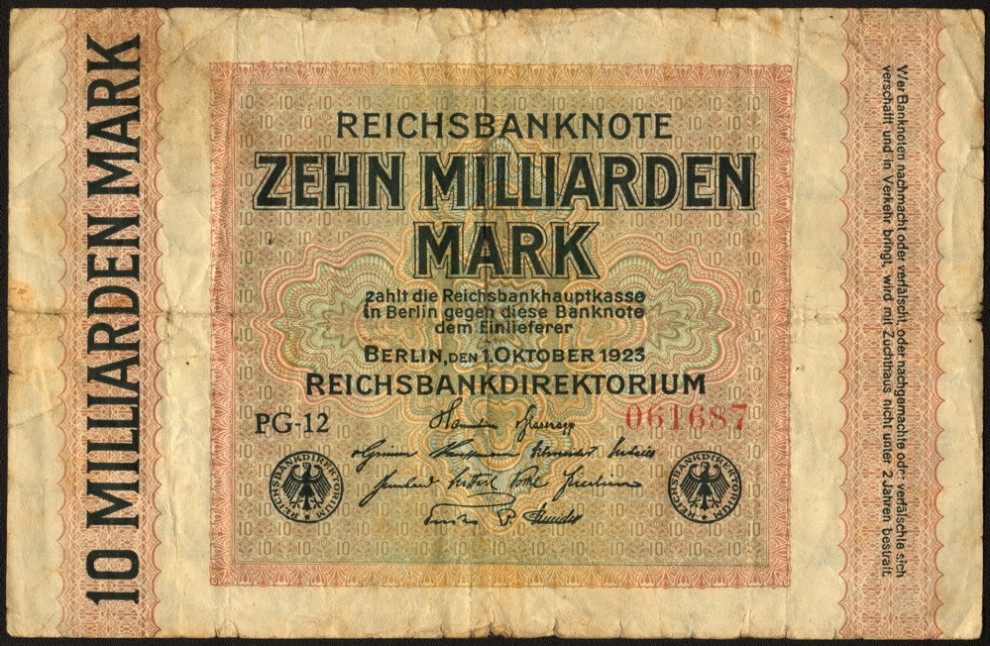 10 MILLIARDEN MARK
REICHSBANKNOTE
ZEHN MILLIARDEN
MARK
zahlt die Reichsbankhauptkasse
in Berlin gegen diese Banknote
dem Einlieferer
BERLIN, DEN 1. OKTOBER 1923
REICHSBANKDIREKTORIUM
PG-12
061687
REICHSBANKDIREKTORIUM
REICHSBANKDIREKTORIUM
Wer Banknoten nachmacht oder verfälscht, oder nachgemachte oder verfälschte sich
verschafft und in Verkehr bringt, wird mit Zuchthaus nicht unter 2 Jahren bestraft.